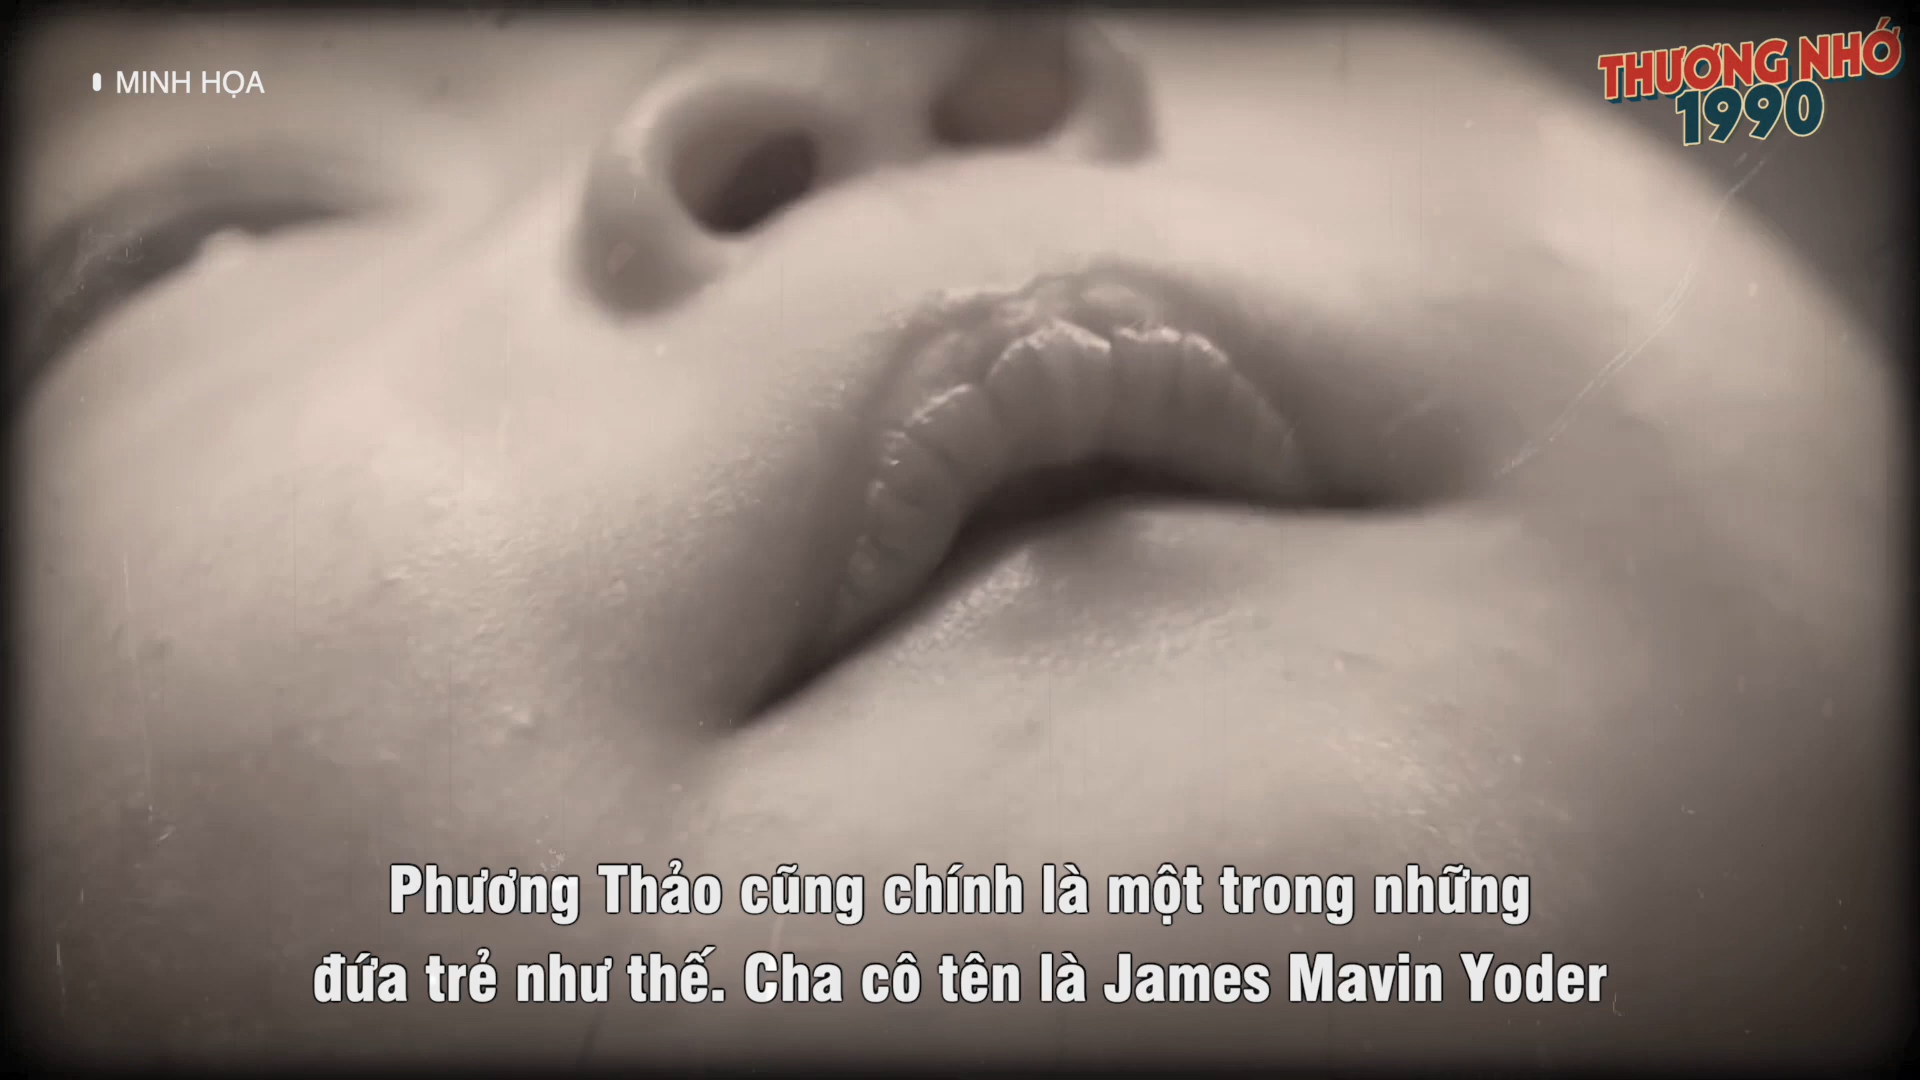 MINH HỌA
THƯƠNG NHỚ
1990
Phương Thảo cũng chính là một trong những
đứa trẻ như thế. Cha cô tên là James Mavin Yoder